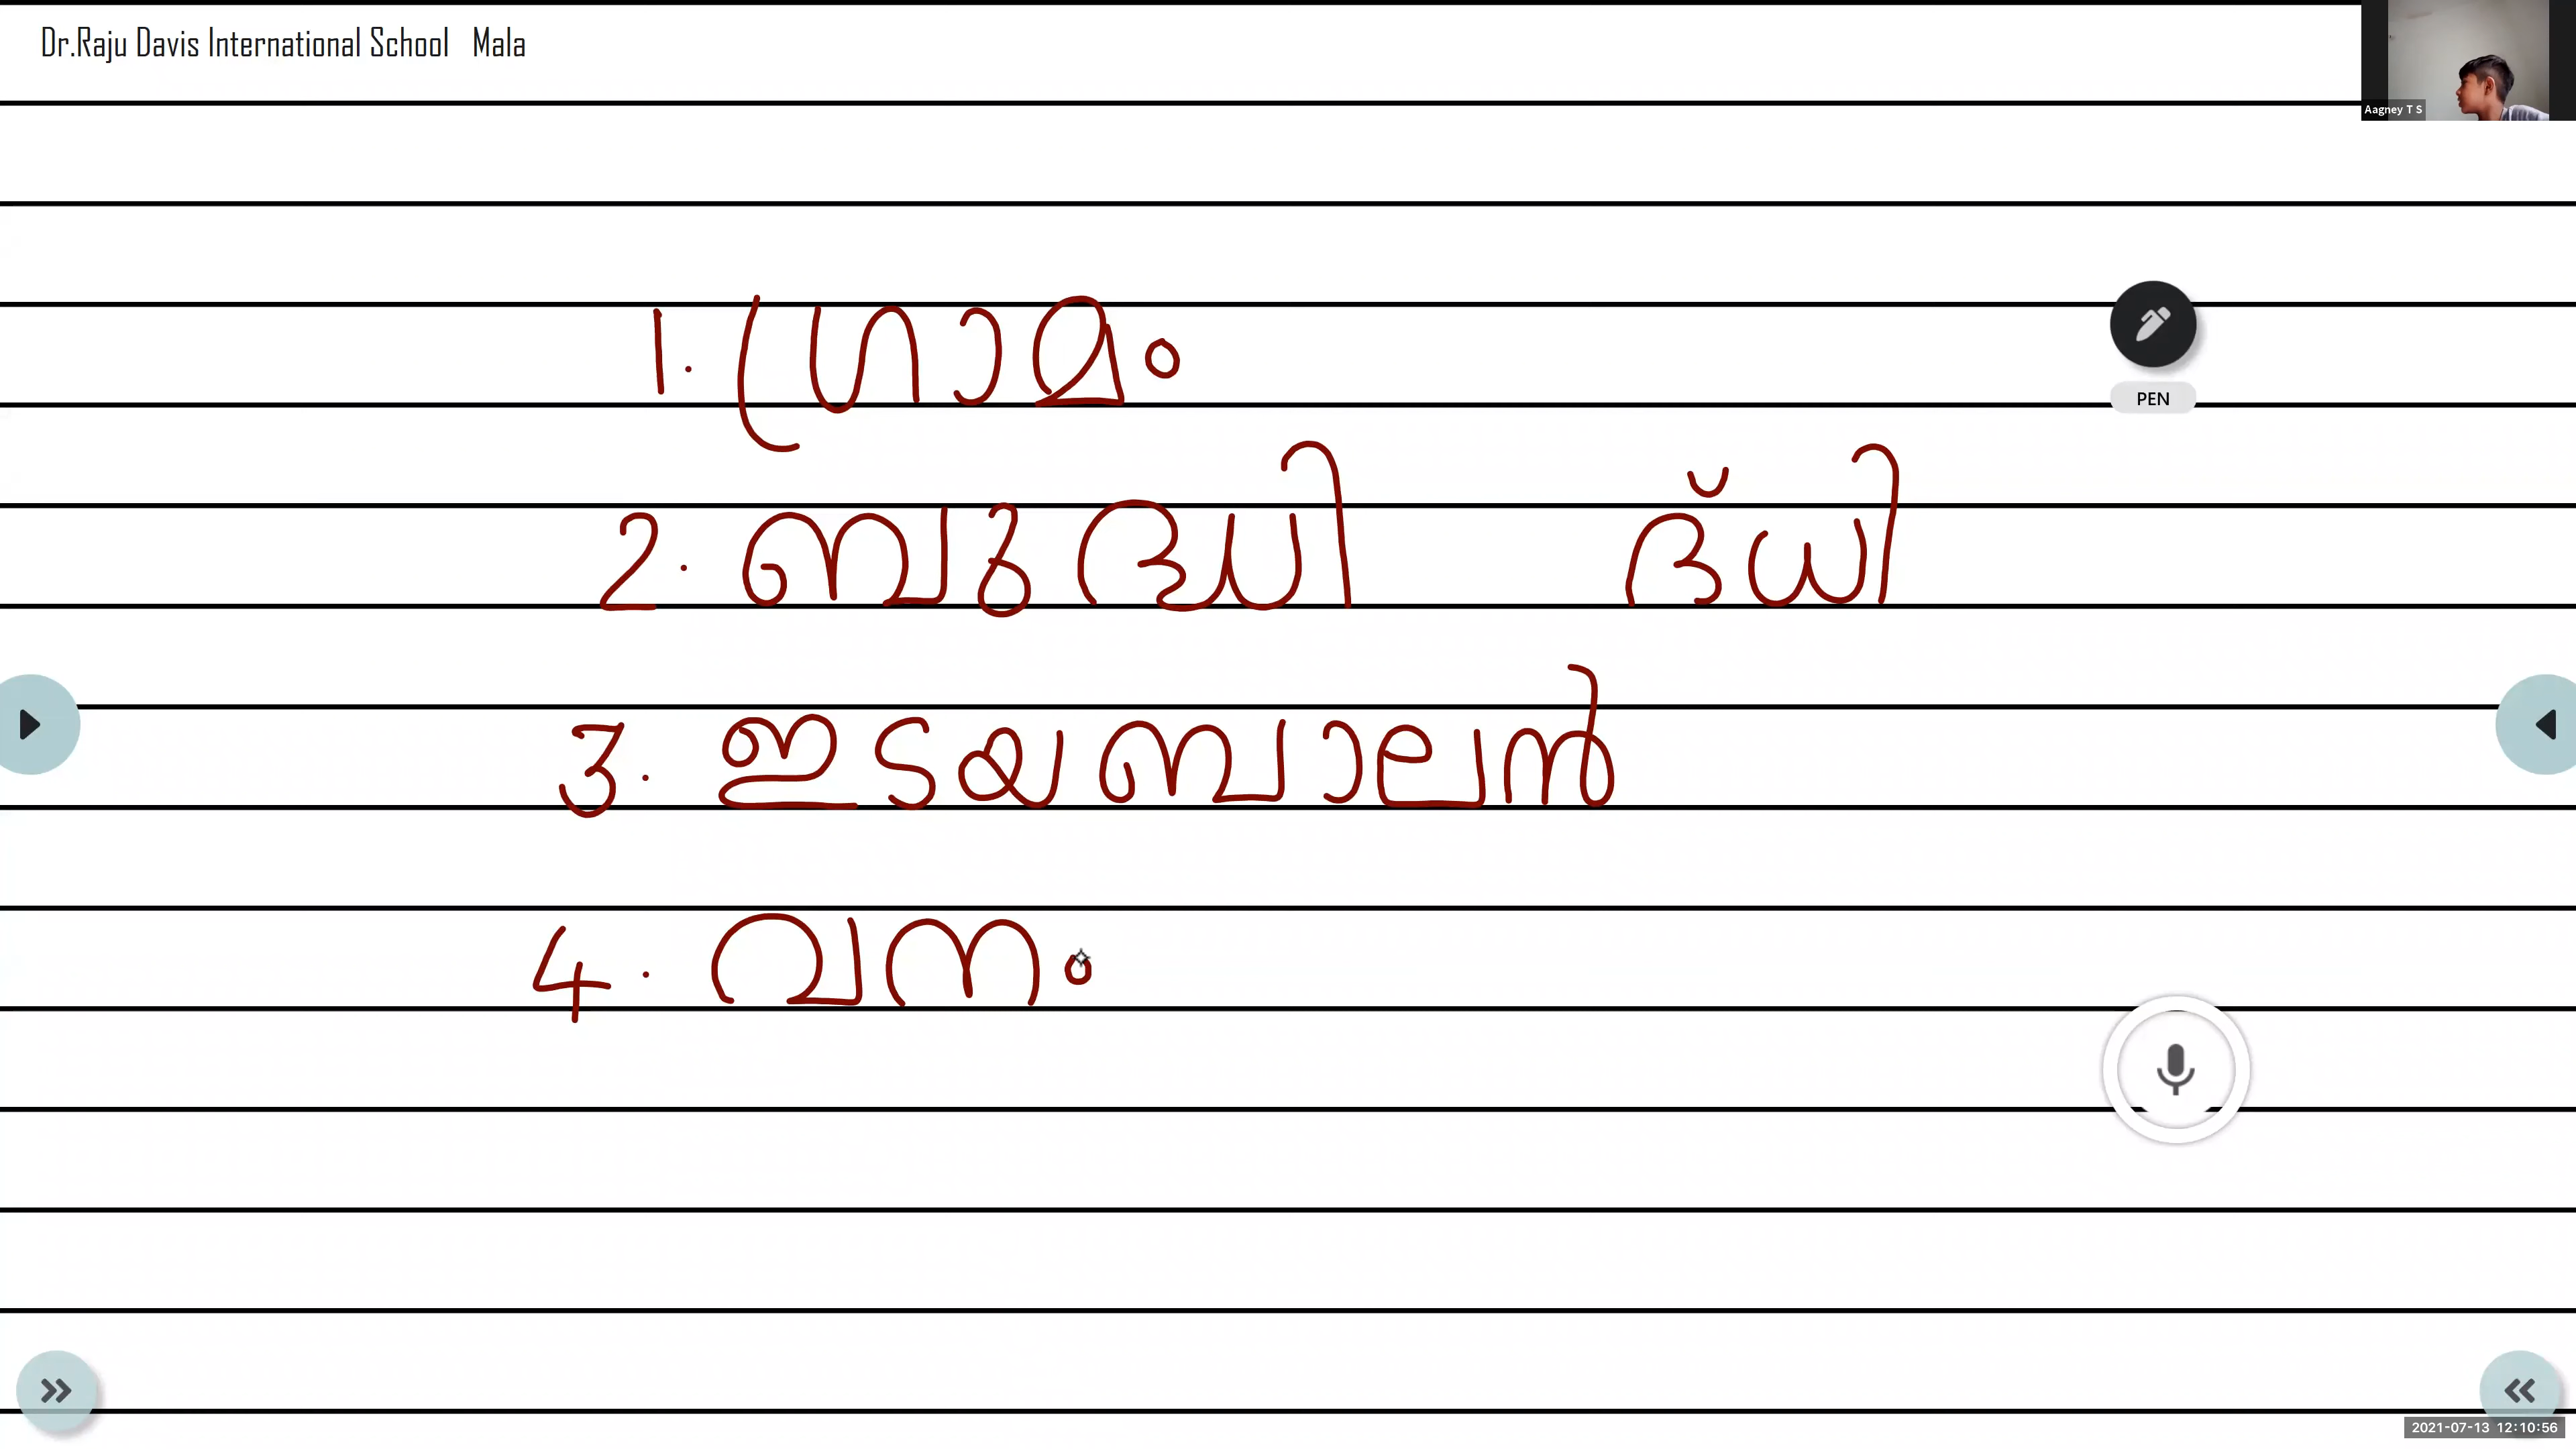 Dr.Raju Davis International School Mala
Aagney T S
1. ഗ്രാമം
PEN
2. ബുദ്ധി ദ്ധി
3. ഇടയബാലൻ
4. വനം
2021-07-13 12:10:56